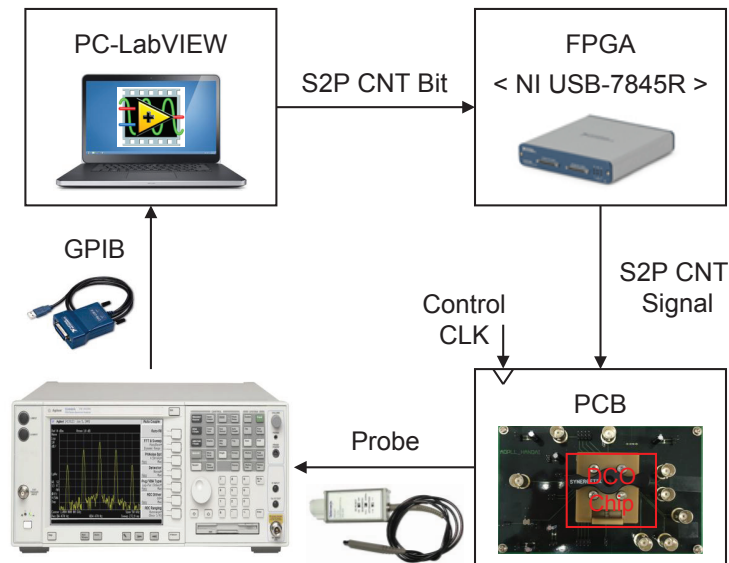 PC-LabVIEW
FPGA
< NI USB-7845R >
S2P CNT Bit
GPIB
S2P CNT
Signal
Control
CLK
PCB
DCO
Chip
Probe
Agilent